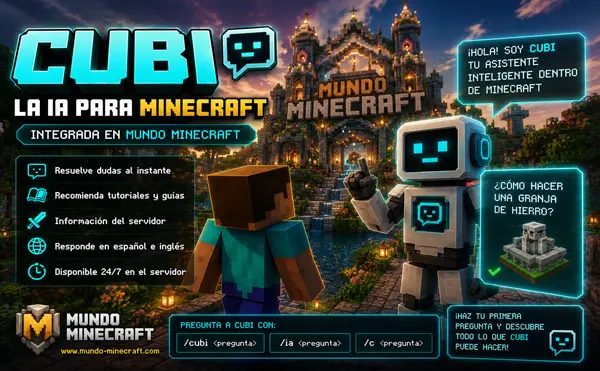 CUBI
LA IA PARA MINECRAFT
INTEGRADA EN MUNDO MINECRAFT
Resuelve dudas al instante
Recomienda tutoriales y guías
Información del servidor
Responde en español e inglés
Disponible 24/7 en el servidor
MUNDO
MINECRAFT
www.mundo-minecraft.com
MUNDO
MINECRAFT
¡HOLA! SOY CUBI
TU ASISTENTE
INTELIGENTE DENTRO
DE MINECRAFT
¿CÓMO HACER
UNA GRANJA
DE HIERRO?
PREGUNTA A CUBI CON:
/cubi <pregunta>
/ia <pregunta>
/c <pregunta>
¡HAZ TU PRIMERA
PREGUNTA Y DESCUBRE
TODO LO QUE CUBI
PUEDE HACER!